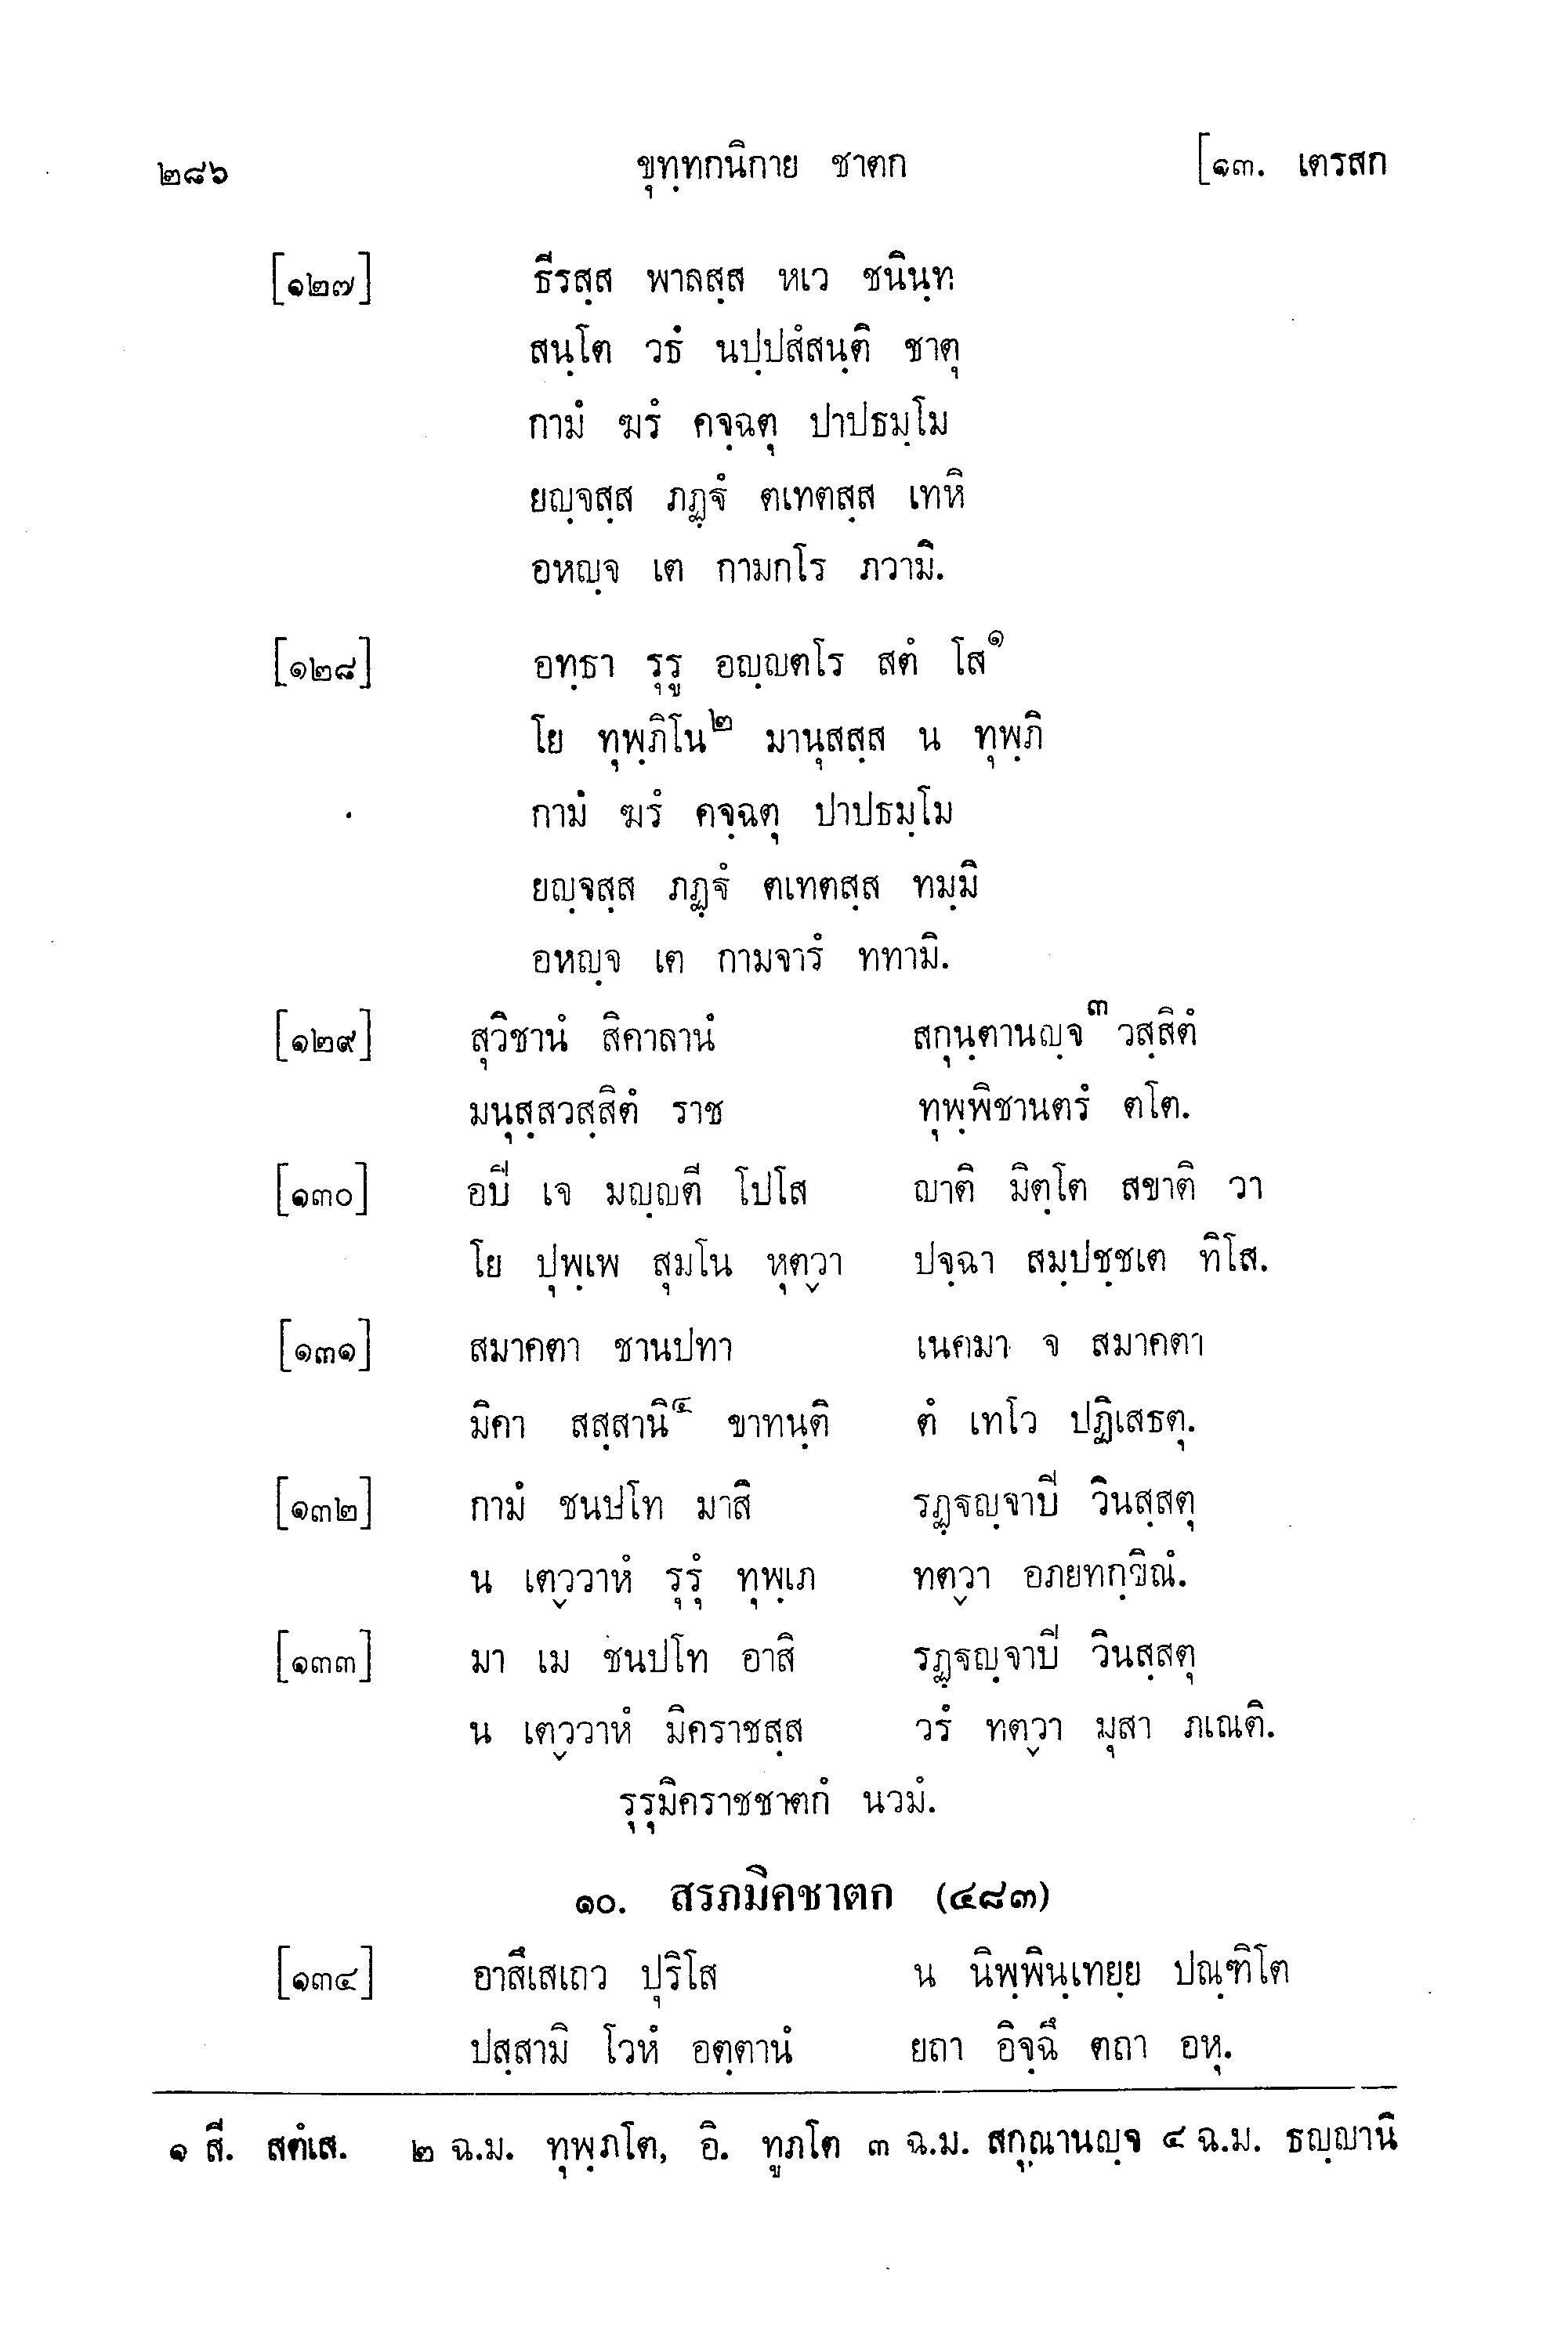 ๒๘๖ ขุทฺทกนิกาย ชาตก [๑๓. เตรสก
[๑๒๗] ธีรสฺส พาลสฺส หเว ชนินฺท
สนฺโต วธํ นปฺปสํสนฺติ ชาตุ
กามํ ฆรํ คจฺฉตุ ปาปธมฺโม
ยญฺจสฺส ภฏฺฐํ ตเทตสฺส เทหิ
อหญฺจ เต กามกโร ภวามิ.
[๑๒๘] อทฺธา รุรู อญฺญตโร สตํ โส๑
โย ทุพฺภิโน๒ มานุสสฺส น ทุพฺภิ
กามํ ฆรํ คจฺฉตุ ปาปธมฺโม
ยญฺจสฺส ภฏฺฐํ ตเทตสฺส ทมฺมิ
อหญฺจ เต กามจารํ ททามิ.
[๑๒๙] สุวิชานํ สิคาลานํ สกุนฺตานญฺจ๓ วสฺสิตํ
มนุสฺสวสฺสิตํ ราช ทุพฺพิชานตรํ ตโต.
[๑๓๐] อปิ เจ มญฺญตี โปโส ญาติ มิตฺโต สขาติ วา
โย ปุพฺเพ สุมโน หุตฺวา ปจฺฉา สมฺปชฺชเต ทิโส.
[๑๓๑] สมาคตา ชานปทา เนคมา จ สมาคตา
มิคา สสฺสานิ๔ ขาทนฺติ ตํ เทโว ปฏิเสธตุ.
[๑๓๒] กามํ ชนปโท มาสิ รฏฺฐญฺจาปิ วินสฺสตุ
น เตฺววาหํ รุรุํ ทุพฺเภ ทตฺวา อภยทกฺขิณํ.
[๑๓๓] มา เม ชนปโท อาสิ รฏฺฐญฺจาปิ วินสฺสตุ
น เตฺววาหํ มิคราชสฺส วรํ ทตฺวา มุสา ภเณติ.
รุรุมิคราชชาตกํ นวมํ.
๑๐. สรภมิคชาตก (๔๘๓)
[๑๓๔] อาสึเสเถว ปุริโส น นิพฺพินฺเทยฺย ปณฺฑิโต
ปสฺสามิ โวหํ อตฺตานํ ยถา อิจฺฉึ ตถา อหุ.
๑ สี. สตํเส. ๒ ฉ.ม. ทุพฺภโต, อิ. ทูภโต ๓ ฉ.ม. สกุณานญฺจ ๔ ฉ.ม. ธญฺญานิ